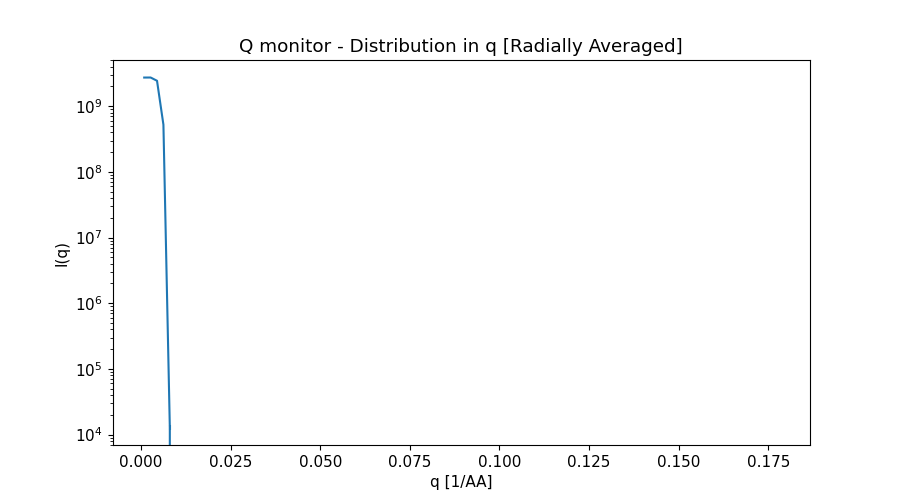 Q monitor - Distribution in q [Radially Averaged]
I(q)
10⁹
10⁸
10⁷
10⁶
10⁵
10⁴
0.000 0.025 0.050 0.075 0.100 0.125 0.150 0.175
q [1/AA]